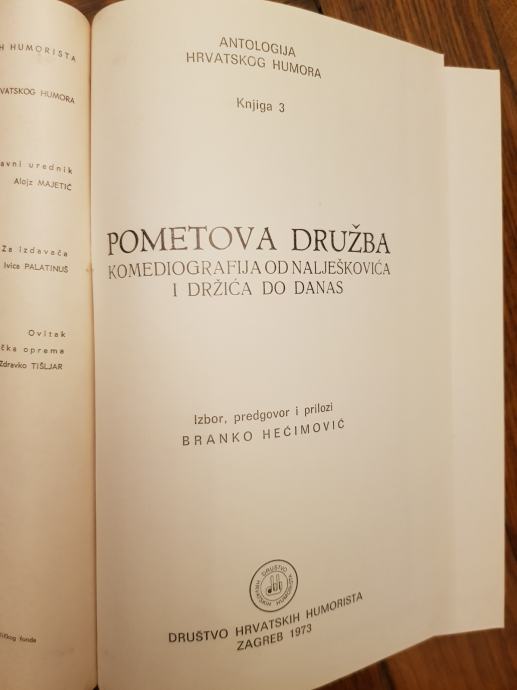 H HUMORISTA
VATSKOG HUMORA
avni urednik
Alojz MAJETIĆ
Za izdavača
Ivica PALATINUŠ
Ovitak
čka oprema
Zdravko TIŠLJAR
ANTOLOGIJA
HRVATSKOG HUMORA
Knjiga 3
POMETOVA DRUŽBA
KOMEDIOGRAFIJA OD NALJEŠKOVIĆA
I DRŽIĆA DO DANAS
Izbor, predgovor i prilozi
BRANKO HEĆIMOVIĆ
DRUŠTVO
HRVATSKIH HUMORISTA
DRUŠTVO HRVATSKIH HUMORISTA
ZAGREB 1973